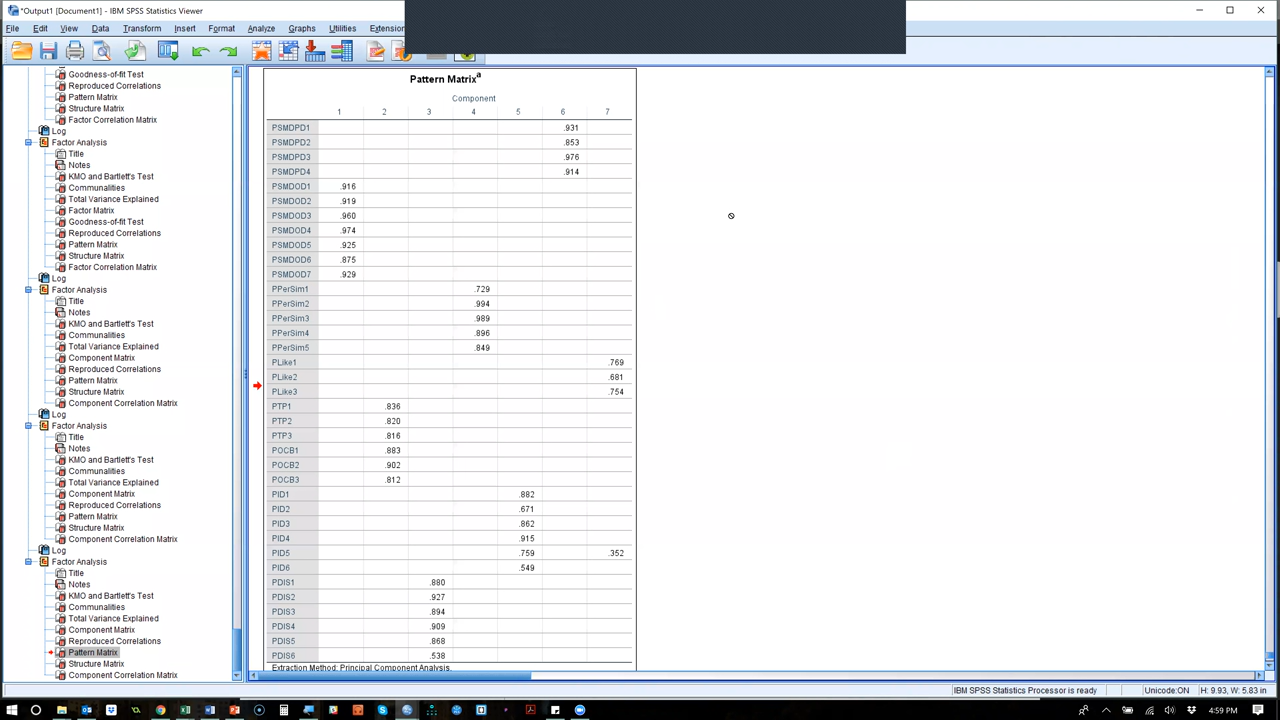 *Output1 [Document1] - IBM SPSS Statistics Viewer
File Edit View Data Transform Insert Format Analyze Graphs Utilities Extension
Goodness-of-fit Test
Reproduced Correlations
Pattern Matrix
Structure Matrix
Factor Correlation Matrix
Log
Factor Analysis
Title
Notes
KMO and Bartlett's Test
Communalities
Total Variance Explained
Factor Matrix
Goodness-of-fit Test
Reproduced Correlations
Pattern Matrix
Structure Matrix
Factor Correlation Matrix
Log
Factor Analysis
Title
Notes
KMO and Bartlett's Test
Communalities
Total Variance Explained
Component Matrix
Reproduced Correlations
Pattern Matrix
Structure Matrix
Component Correlation Matrix
Log
Factor Analysis
Title
Notes
KMO and Bartlett's Test
Communalities
Total Variance Explained
Component Matrix
Reproduced Correlations
Pattern Matrix
Structure Matrix
Component Correlation Matrix
Log
Factor Analysis
Title
Notes
KMO and Bartlett's Test
Communalities
Total Variance Explained
Component Matrix
Reproduced Correlations
Pattern Matrix
Structure Matrix
Component Correlation Matrix
Pattern Matrixa
Component
1 2 3 4 5 6 7
PSMDPD1 .931
PSMDPD2 .853
PSMDPD3 .976
PSMDPD4 .914
PSMDOD1 .916
PSMDOD2 .919
PSMDOD3 .960
PSMDOD4 .974
PSMDOD5 .925
PSMDOD6 .875
PSMDOD7 .929
PPerSim1 .729
PPerSim2 .994
PPerSim3 .989
PPerSim4 .896
PPerSim5 .849
PLike1 .769
PLike2 .681
PLike3 .754
PTP1 .836
PTP2 .820
PTP3 .816
POCB1 .883
POCB2 .902
POCB3 .812
PID1 .882
PID2 .671
PID3 .862
PID4 .915
PID5 .759 .352
PID6 .549
PDIS1 .880
PDIS2 .927
PDIS3 .894
PDIS4 .909
PDIS5 .868
PDIS6 .538
Extraction Method: Principal Component Analysis.
IBM SPSS Statistics Processor is ready Unicode:ON H: 9.93, W: 5.83 in
4:59 PM